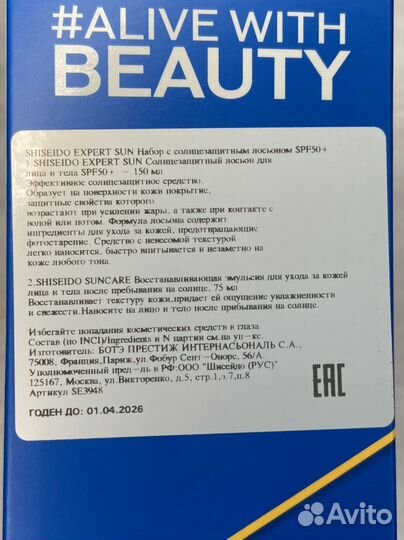 #ALIVE WITH
BEAUTY
SHISEIDO EXPERT SUN Набор с солнцезащитным лосьоном SPF50+
1.SHISEIDO EXPERT SUN Солнцезащитный лосьон для
лица и тела SPF50+ - 150 мл
Эффективное солнцезащитное средство.
Образует на поверхности кожи покрытие,
защитные свойства которого
возрастают при усилении жары, а также при контакте с
водой или потом. Формула лосьона содержит
ингредиенты для ухода за кожей, предотвращающие
фотостарение. Средство с невесомой текстурой
легко наносится, быстро впитывается и незаметно на
коже любого тона.
2.SHISEIDO SUNCARE Восстанавливающая эмульсия для ухода за кожей
лица и тела после пребывания на солнце, 75 мл
Восстанавливает текстуру кожи,придает ей ощущение увлажненности
и свежести.Наносите на лицо и тело после пребывания на солнце.
Избегайте попадания косметических средств в глаза.
Состав (по INCI)/Ingredients и N партии см.на уп-ке.
Изготовитель: БОТЭ ПРЕСТИЖ ИНТЕРНАСЬОНАЛЬ С.А.,
75008, Франция,Париж,ул.Фобур Сент-Оноре, 56/А.
Уполномоченный пред-ль в РФ:ООО "Шисейдо (РУС)"
125167, Москва, ул.Викторенко, д.5, стр.1,э.7,п.8
Артикул SE3948
EAC
ГОДЕН ДО: 01.04.2026
Avito